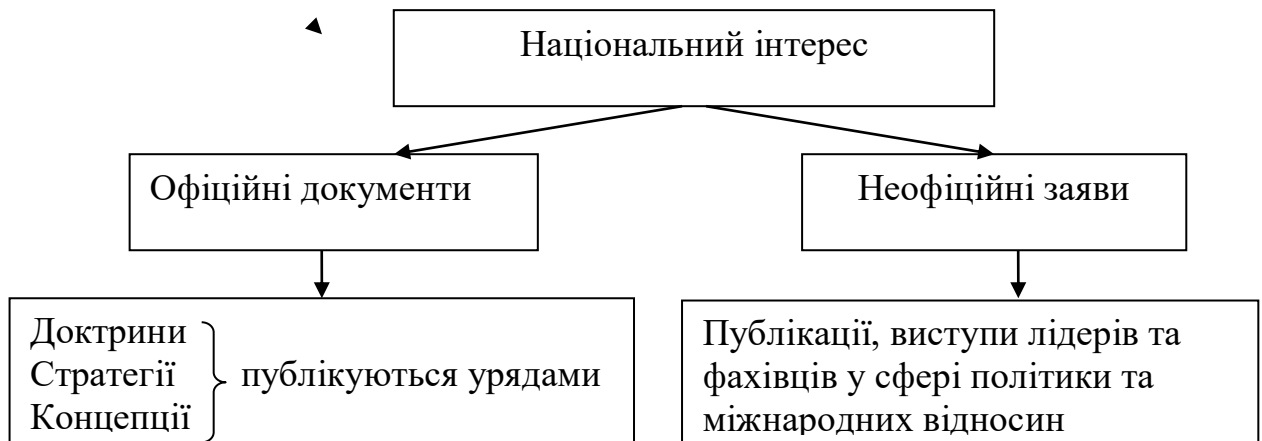 Національний інтерес
Офіційні документи
Неофіційні заяви
Доктрини
Стратегії
Концепції
публікуються урядами
Публікації, виступи лідерів та
фахівців у сфері політики та
міжнародних відносин